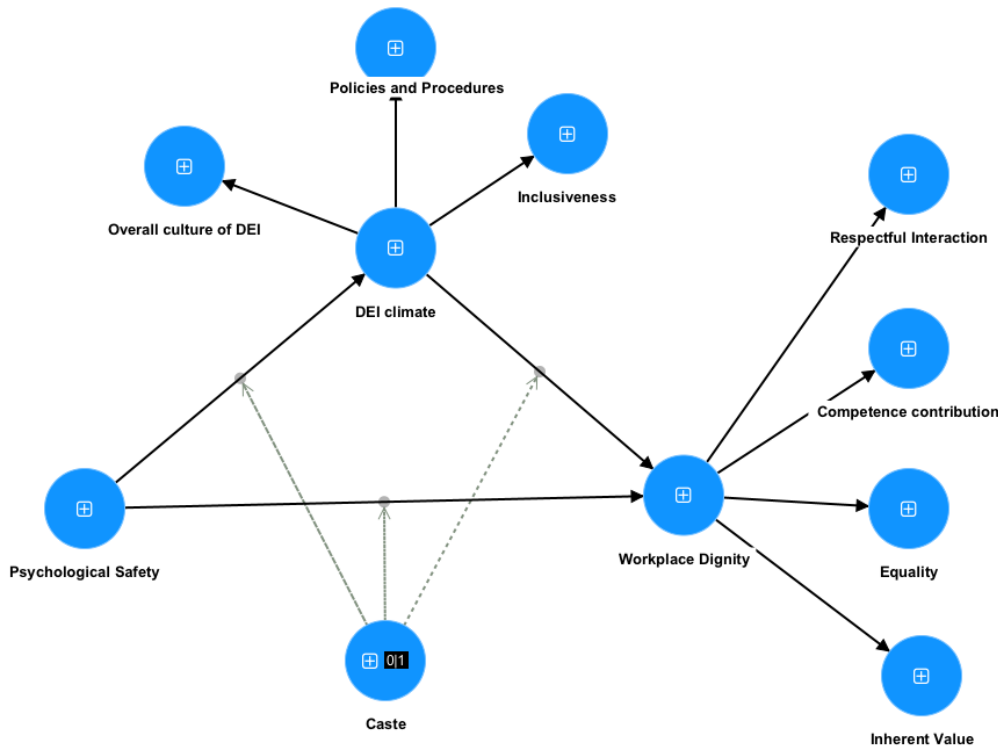 Policies and Procedures
Inclusiveness
Overall culture of DEI
Respectful Interaction
DEI climate
Competence contribution
Workplace Dignity
Psychological Safety
Equality
0|1
Caste
Inherent Value